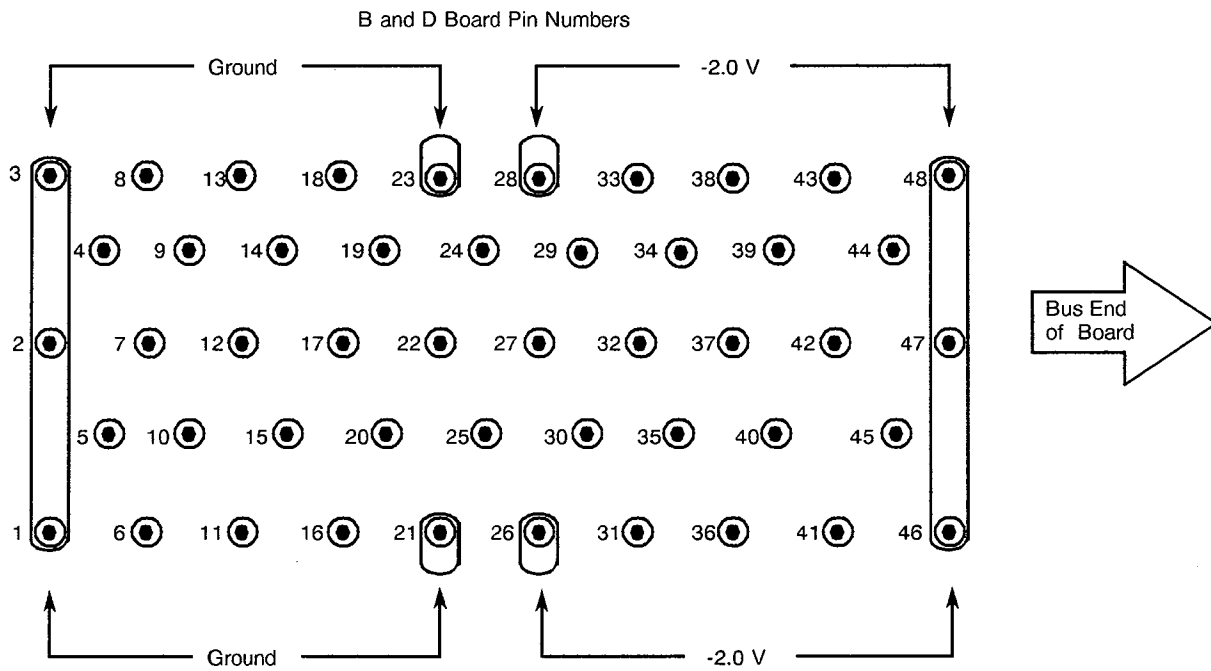 B and D Board Pin Numbers
Ground -2.0 V
3 8 13 18 23 28 33 38 43 48
4 9 14 19 24 29 34 39 44
Bus End
of Board
2 7 12 17 22 27 32 37 42 47
5 10 15 20 25 30 35 40 45
1 6 11 16 21 26 31 36 41 46
Ground -2.0 V